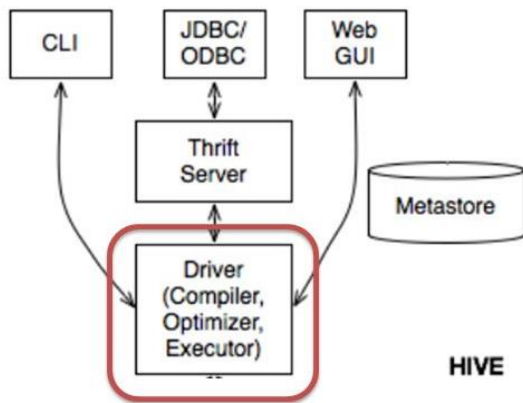 CLI
JDBC/
ODBC
Web
GUI
Thrift
Server
Metastore
Driver
(Compiler,
Optimizer,
Executor)
HIVE